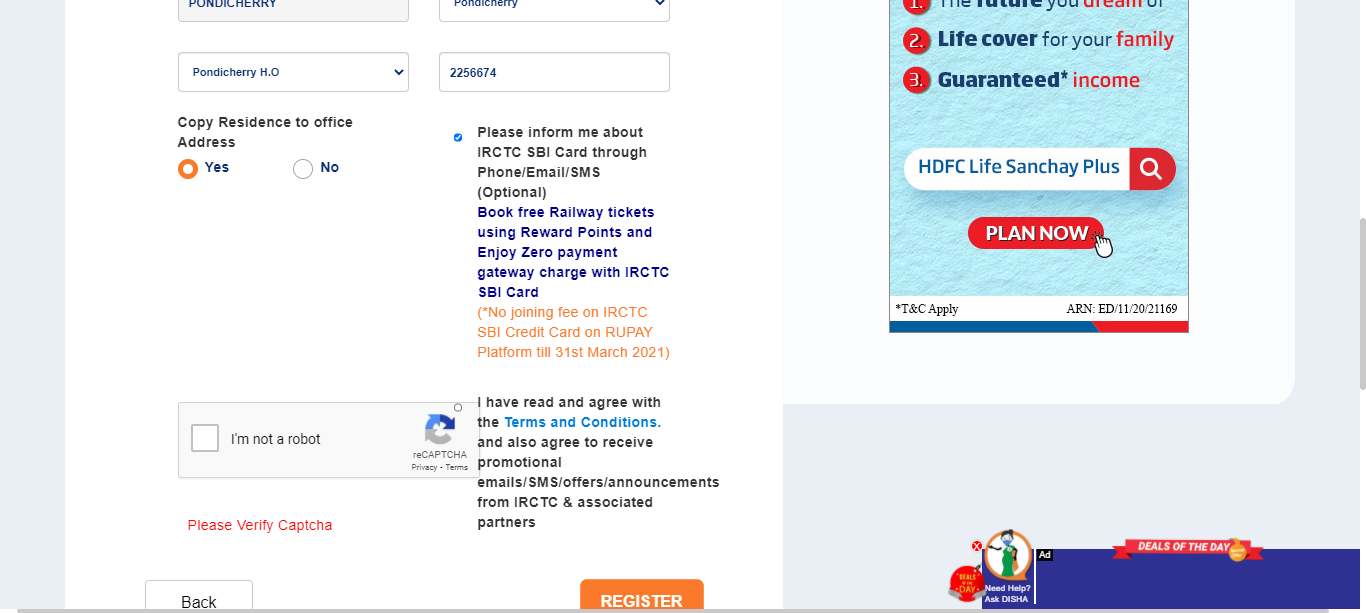 PONDICHERRY
Pondicherry
Pondicherry H.O
2256674
Copy Residence to office
Address
Yes
No
Please inform me about
IRCTC SBI Card through
Phone/Email/SMS
(Optional)
Book free Railway tickets
using Reward Points and
Enjoy Zero payment
gateway charge with IRCTC
SBI Card
(*No joining fee on IRCTC
SBI Credit Card on RUPAY
Platform till 31st March 2021)
I'm not a robot
reCAPTCHA
Privacy - Terms
I have read and agree with
the Terms and Conditions.
and also agree to receive
promotional
emails/SMS/offers/announcements
from IRCTC & associated
partners
Please Verify Captcha
Back
REGISTER
1. The future you dream of
2. Life cover for your family
3. Guaranteed* income
HDFC Life Sanchay Plus
PLAN NOW
*T&C Apply
ARN: ED/11/20/21169
X
Ad
DEALS OF THE DAY
"DEALS
OF THE
DAY"
Need Help?
Ask DISHA